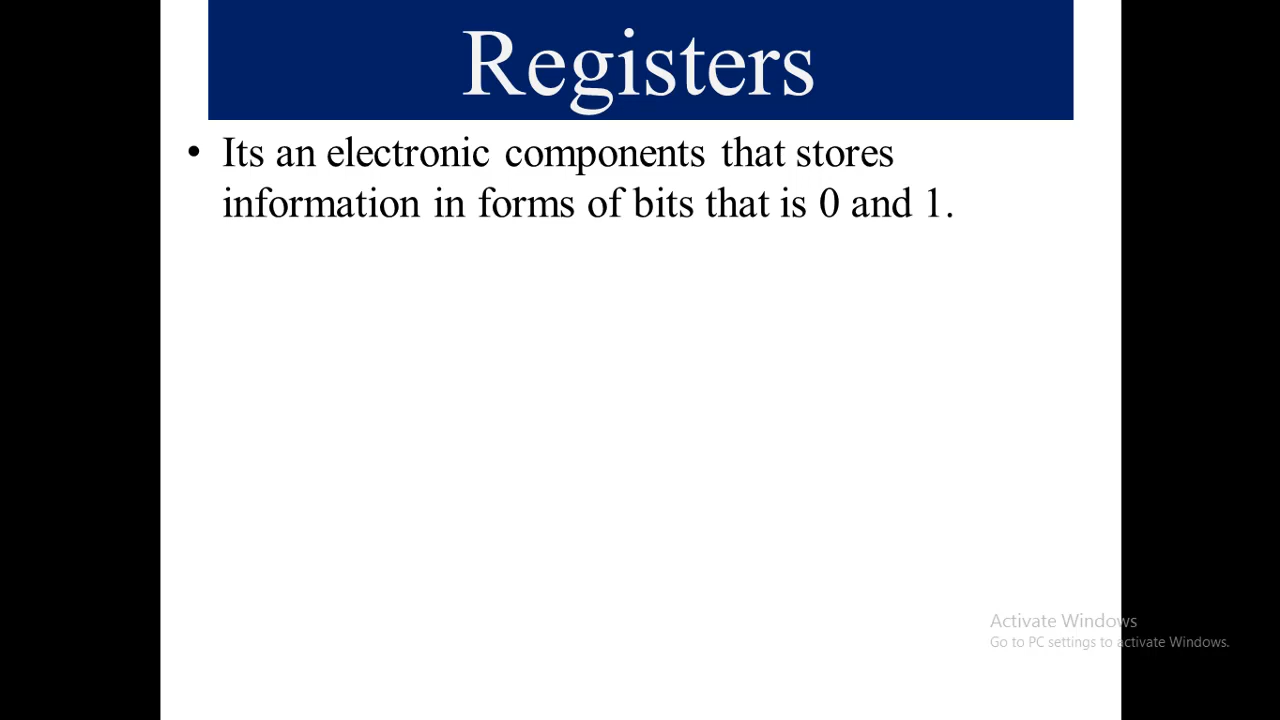 Registers
• Its an electronic components that stores
information in forms of bits that is 0 and 1.
Activate Windows
Go to PC settings to activate Windows.